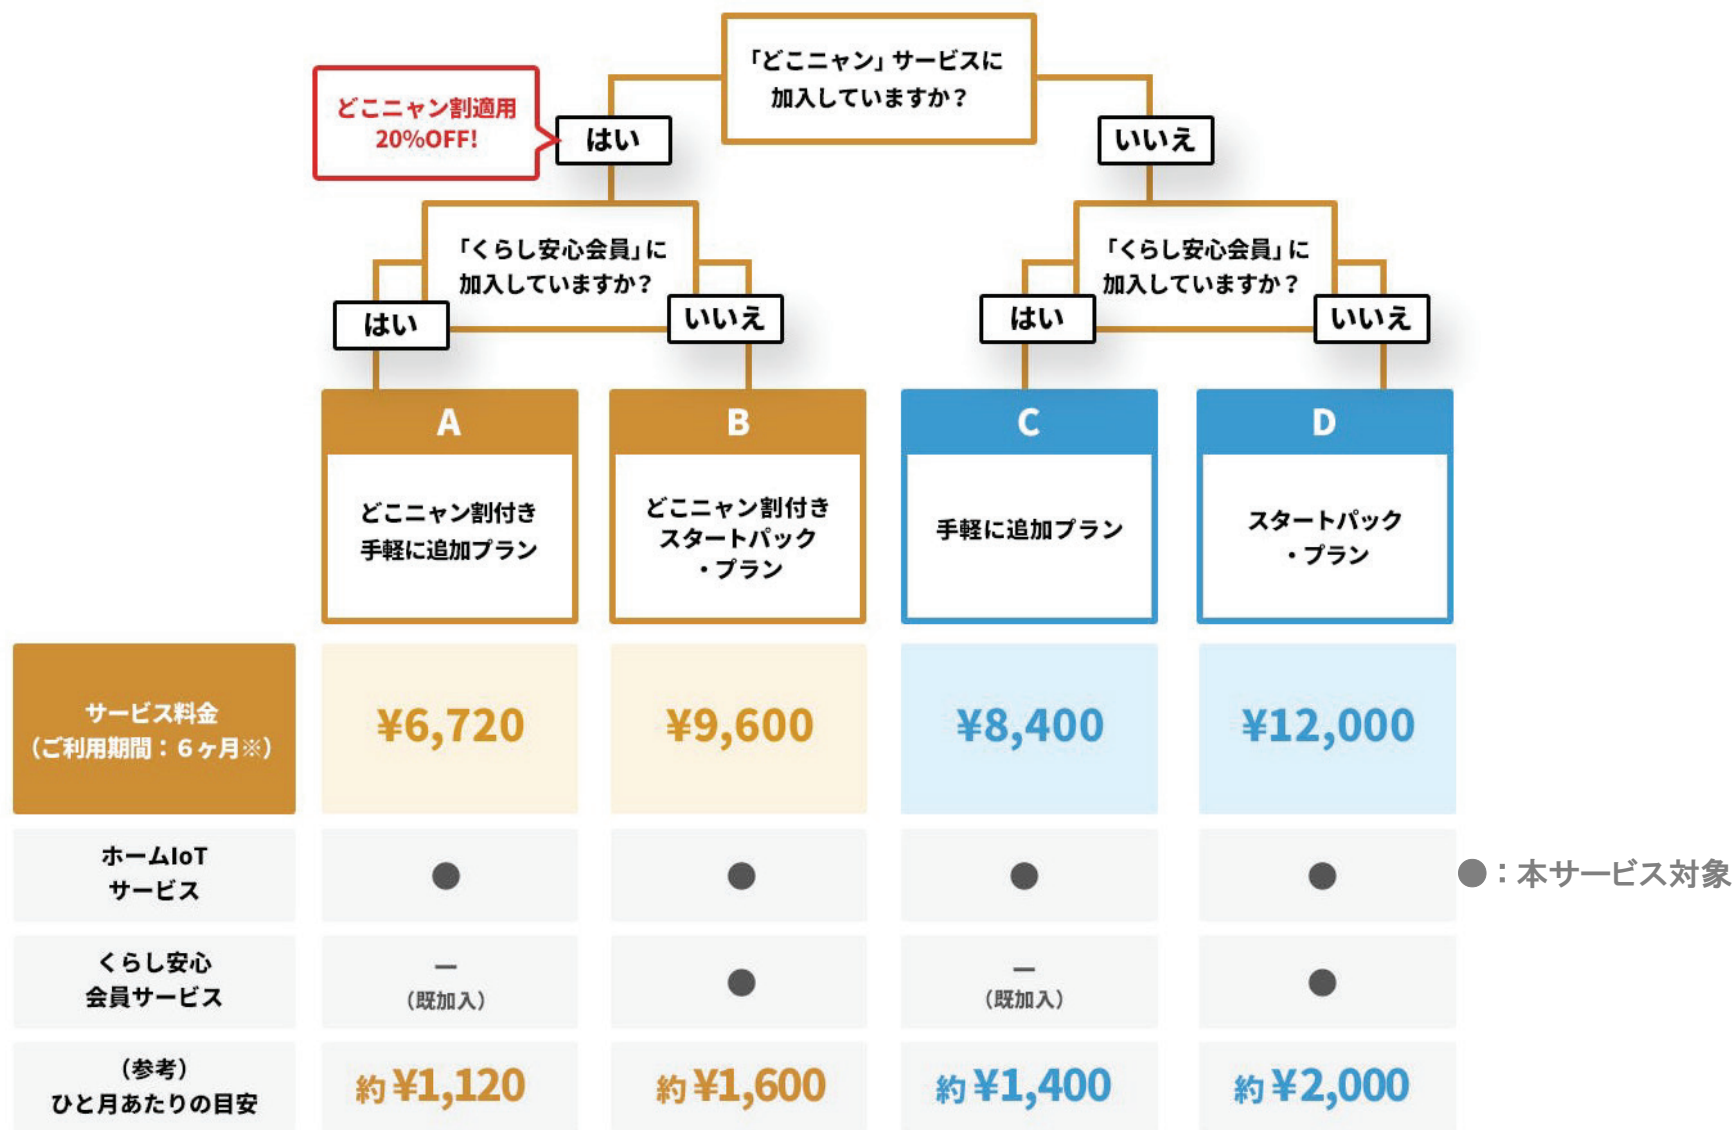 「どこニャン」サービスに
加入していますか？
どこニャン割適用
20%OFF!
はい
いいえ
「くらし安心会員」に
加入していますか？
はい
いいえ
「くらし安心会員」に
加入していますか？
はい
いいえ
A
B
C
D
どこニャン割付き
手軽に追加プラン
どこニャン割付き
スタートパック
・プラン
手軽に追加プラン
スタートパック
・プラン
サービス料金
（ご利用期間：６ヶ月※）
¥6,720
¥9,600
¥8,400
¥12,000
ホームIoT
サービス
●
●
●
●
●：本サービス対象
くらし安心
会員サービス
ー
（既加入）
●
ー
（既加入）
●
（参考）
ひと月あたりの目安
約¥1,120
約¥1,600
約¥1,400
約¥2,000